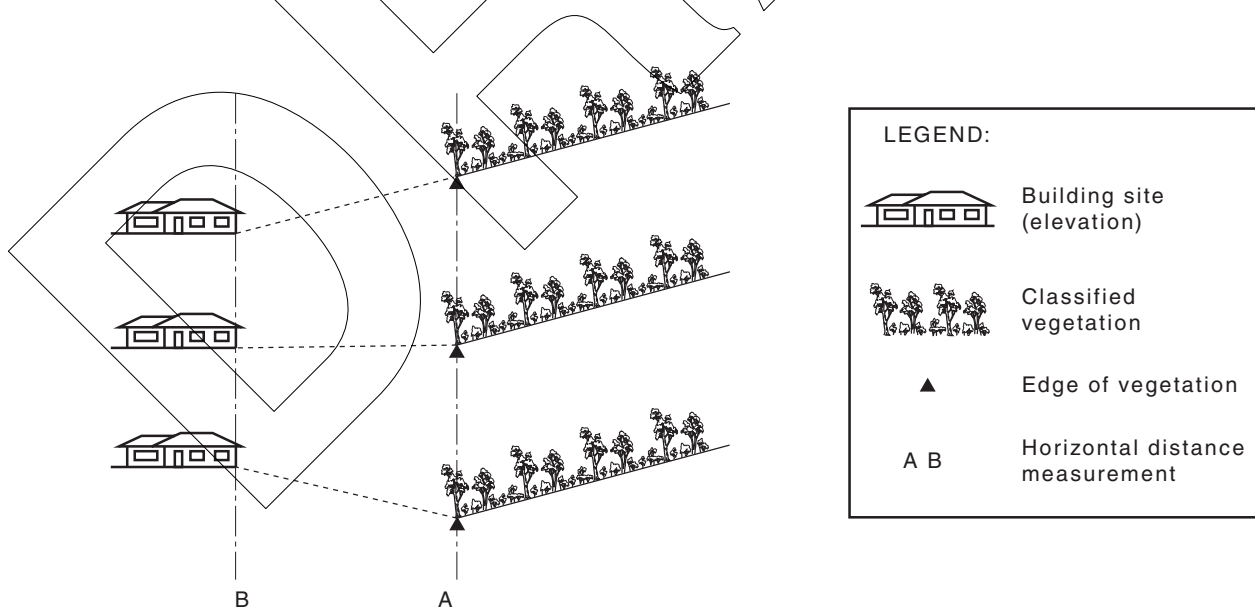 LEGEND:
Building site
(elevation)
Classified
vegetation
Edge of vegetation
A B
Horizontal distance
measurement
B
A